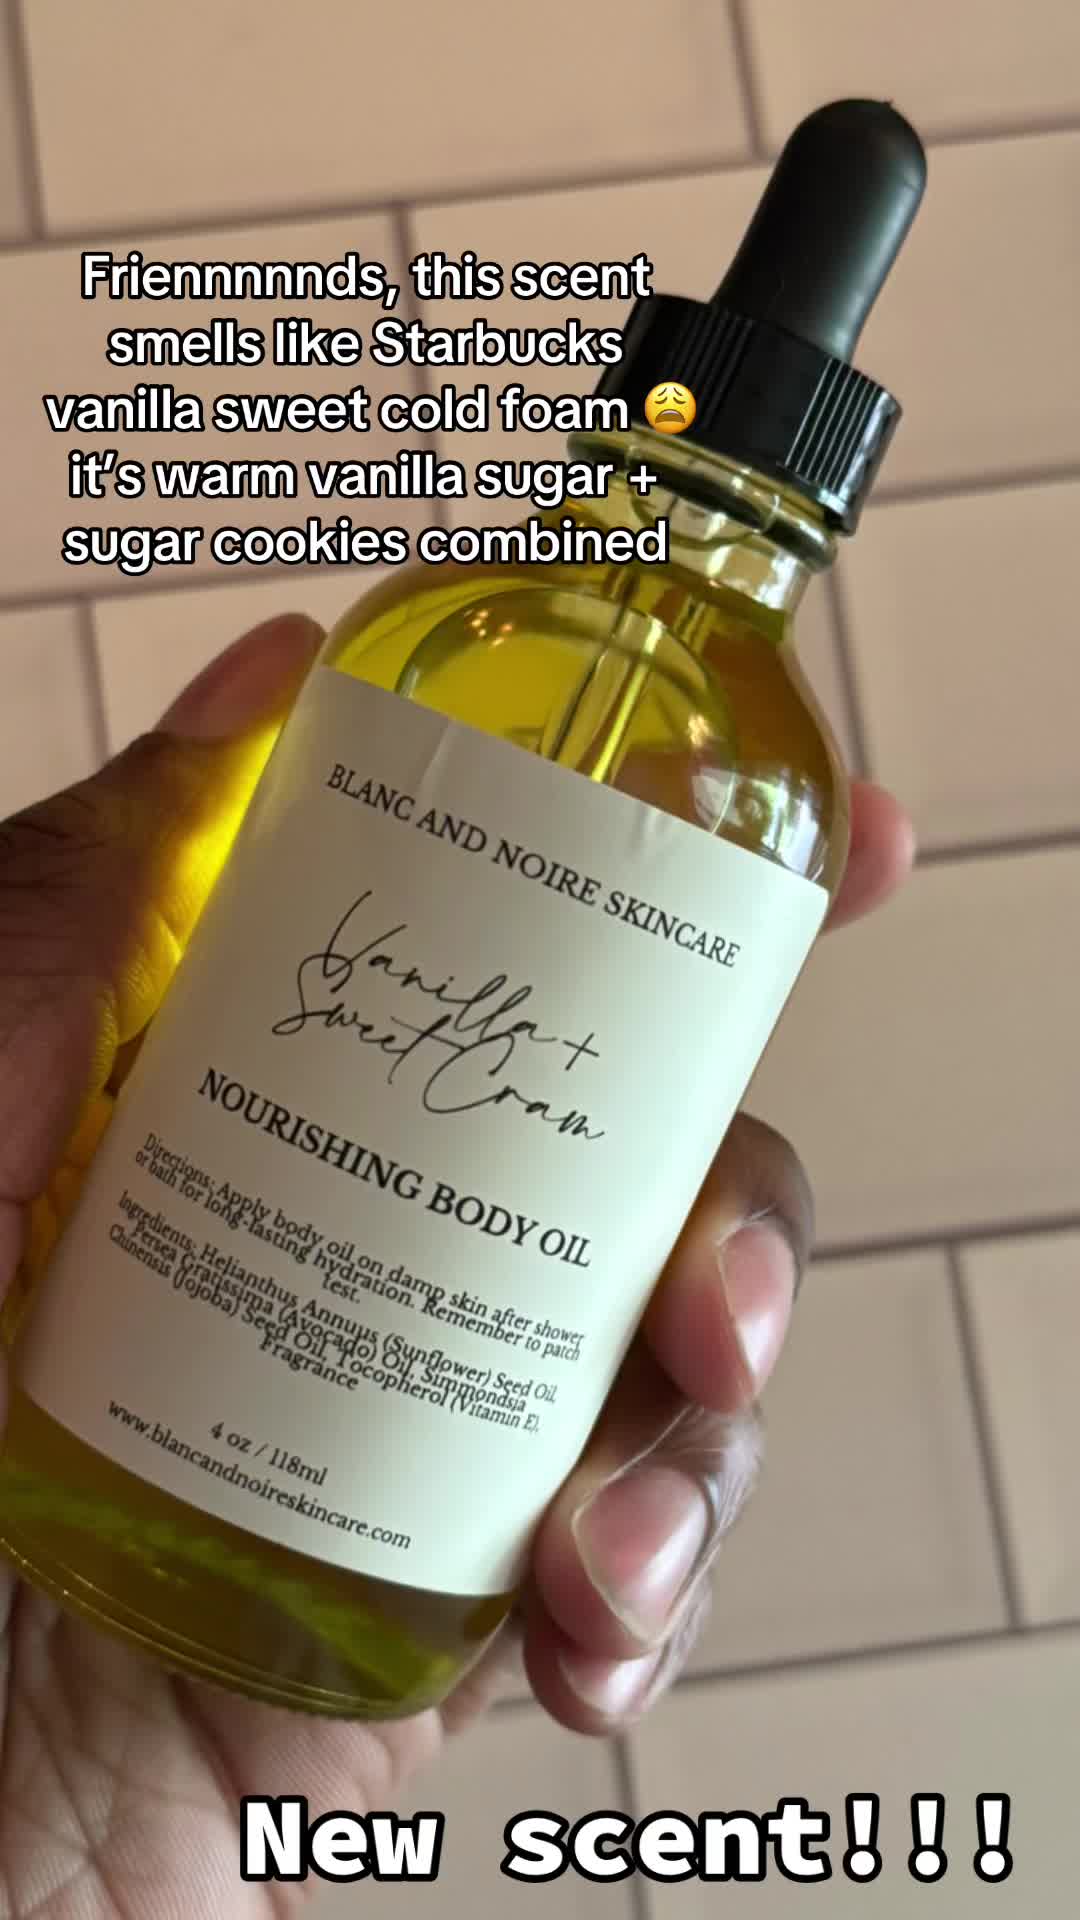 Friennnnnds, this scent
smells like Starbucks
vanilla sweet cold foam 😩
it’s warm vanilla sugar +
sugar cookies combined
BLANC AND NOIRE SKINCARE
Vanilla +
Sweet Cram
NOURISHING BODY OIL
Directions: Apply body oil on damp skin after shower
or bath for long-lasting hydration. Remember to patch
test.
Ingredients: Helianthus Annuus (Sunflower) Seed Oil,
Persea Gratissima (Avocado) Oil, Simmondsia
Chinensis (Jojoba) Seed Oil, Tocopherol (Vitamin E),
Fragrance
4 oz / 118ml
www.blancandnoireskincare.com
New scent!!!